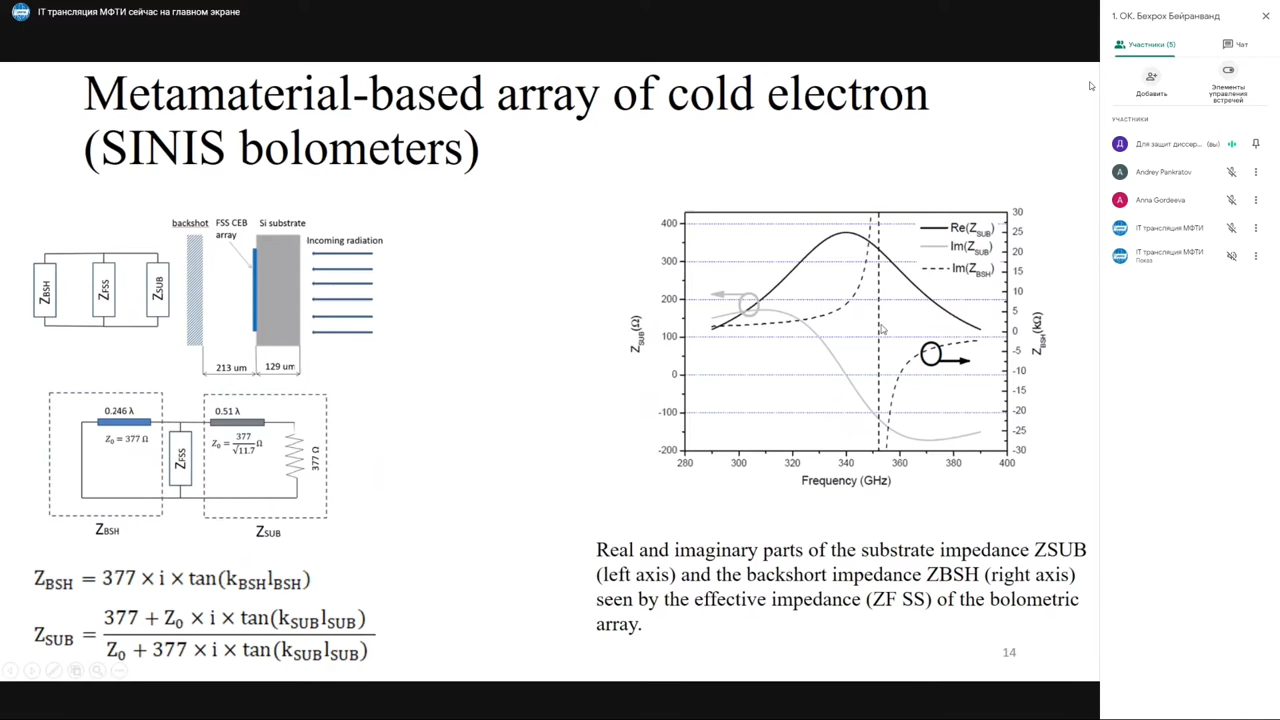 IT трансляция МФТИ сейчас на главном экране
Metamaterial-based array of cold electron
(SINIS bolometers)
backshot
FSS CEB
array
Si substrate
Incoming radiation
Z_BSH
Z_FSS
Z_SUB
213 um
129 um
0.246 λ
Z₀ = 377 Ω
Z_FSS
0.51 λ
Z₀ = 377/√11.7 Ω
377 Ω
Z_BSH
Z_SUB
Z_BSH = 377 × i × tan(k_BSH l_BSH)
Z_SUB = (377 + Z₀ × i × tan(k_SUB l_SUB)) / (Z₀ + 377 × i × tan(k_SUB l_SUB))
400
300
200
100
0
-100
-200
Z_SUB(Ω)
Re(Z_SUB)
Im(Z_SUB)
Im(Z_BSH)
30
25
20
15
10
5
0
-5
-10
-15
-20
-25
-30
Z_BSH(kΩ)
280 300 320 340 360 380 400
Frequency (GHz)
Real and imaginary parts of the substrate impedance ZSUB
(left axis) and the backshort impedance ZBSH (right axis)
seen by the effective impedance (ZF SS) of the bolometric
array.
14
1. ОК. Бехрох Бейранванд
Участники (5)
Чат
Добавить
Элементы
управления
встречей
УЧАСТНИКИ
Д
Для защит диссер... (вы)
A
Andrey Pankratov
A
Anna Gordeeva
IT трансляция МФТИ
IT трансляция МФТИ
Показ